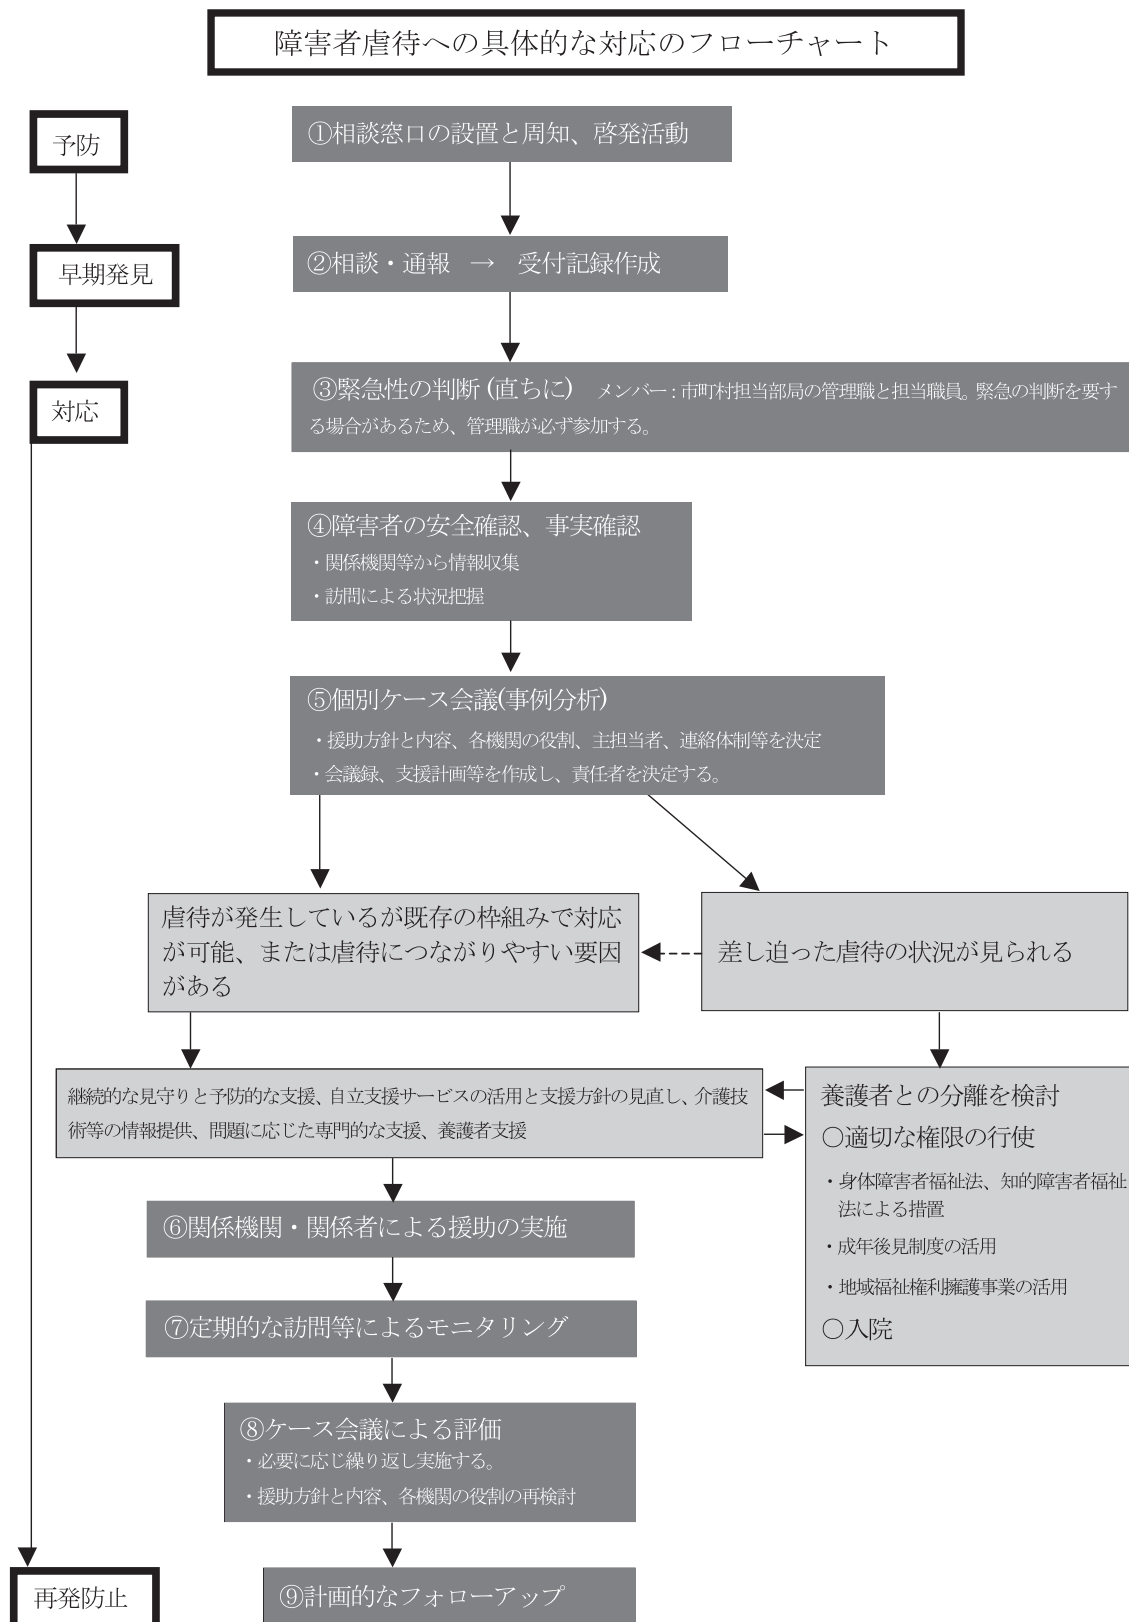 障害者虐待への具体的な対応のフローチャート
予防
①相談窓口の設置と周知、啓発活動
早期発見
②相談・通報 → 受付記録作成
対応
③緊急性の判断 (直ちに) メンバー : 市町村担当部局の管理職と担当職員。緊急の判断を要す
る場合があるため、管理職が必ず参加する。
④障害者の安全確認、事実確認
・関係機関等から情報収集
・訪問による状況把握
⑤個別ケース会議(事例分析)
・援助方針と内容、各機関の役割、主担当者、連絡体制等を決定
・会議録、支援計画等を作成し、責任者を決定する。
虐待が発生しているが既存の枠組みで対応
が可能、または虐待につながりやすい要因
がある
差し迫った虐待の状況が見られる
継続的な見守りと予防的な支援、自立支援サービスの活用と支援方針の見直し、介護技
術等の情報提供、問題に応じた専門的な支援、養護者支援
養護者との分離を検討
○適切な権限の行使
・身体障害者福祉法、知的障害者福祉
法による措置
・成年後見制度の活用
・地域福祉権利擁護事業の活用
○入院
⑥関係機関・関係者による援助の実施
⑦定期的な訪問等によるモニタリング
⑧ケース会議による評価
・必要に応じ繰り返し実施する。
・援助方針と内容、各機関の役割の再検討
再発防止
⑨計画的なフォローアップ